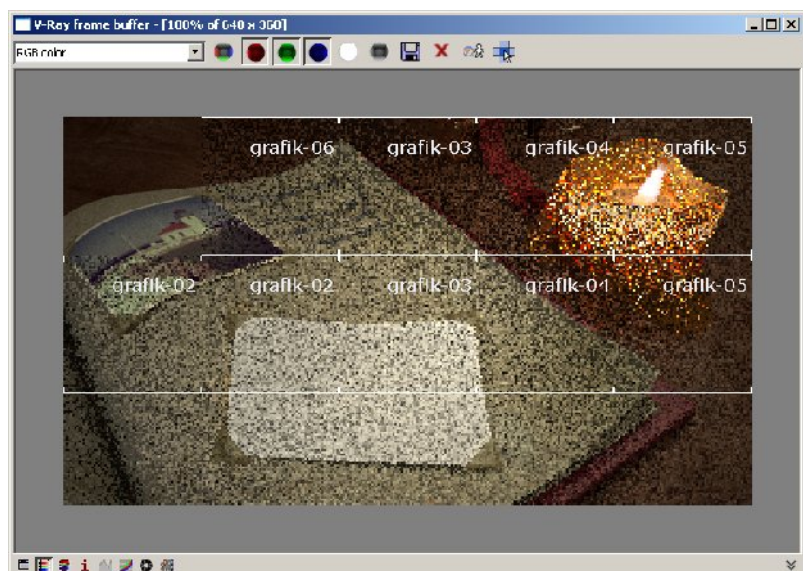 V-Ray frame buffer - [100% of 640 x 360]
RGB color
grafik-06 grafik-03 grafik-04 grafik-05
grafik-02 grafik-02 grafik-03 grafik-04 grafik-05